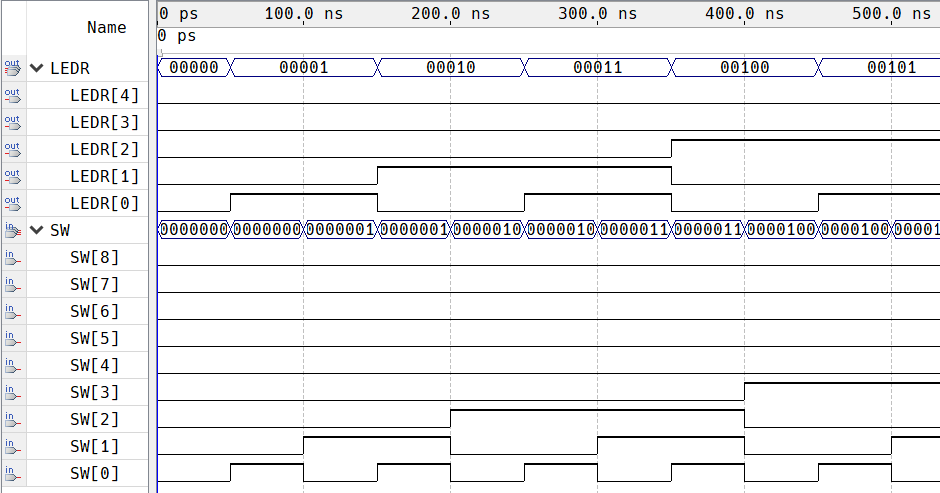 Name
0 ps 100.0 ns 200.0 ns 300.0 ns 400.0 ns 500.0 ns
0 ps
out LEDR 00000 00001 00010 00011 00100 00101
out LEDR[4]
out LEDR[3]
out LEDR[2]
out LEDR[1]
out LEDR[0]
in SW 0000000 0000000 0000001 0000001 0000010 0000010 0000011 0000011 0000100 0000100 00001
in SW[8]
in SW[7]
in SW[6]
in SW[5]
in SW[4]
in SW[3]
in SW[2]
in SW[1]
in SW[0]